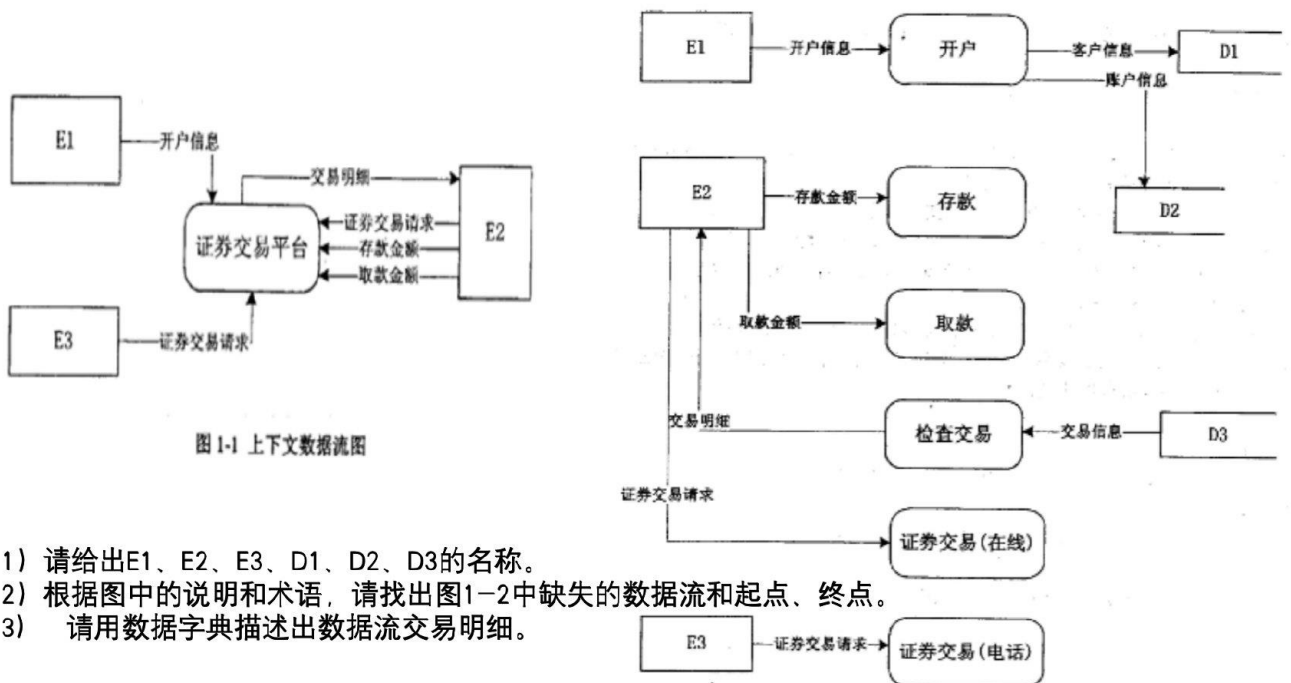 E1
开户信息
交易明细
证券交易请求
存款金额
取款金额
证券交易平台
E2
E3
证券交易请求
图 1-1 上下文数据流图
E1
开户信息
开户
客户信息
D1
账户信息
D2
E2
存款金额
存款
取款金额
取款
交易明细
检查交易
交易信息
D3
证券交易请求
证券交易(在线)
E3
证券交易请求
证券交易(电话)
1) 请给出E1、E2、E3、D1、D2、D3的名称。
2) 根据图中的说明和术语, 请找出图1-2中缺失的数据流和起点、终点。
3) 请用数据字典描述出数据流交易明细。